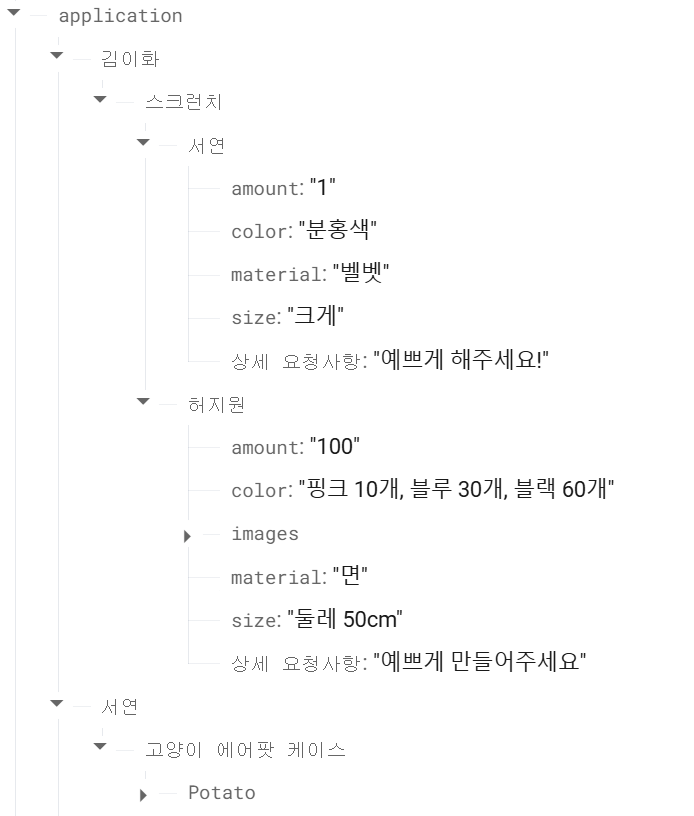 application
김이화
스크런치
서연
amount: "1"
color: "분홍색"
material: "벨벳"
size: "크게"
상세 요청사항: "예쁘게 해주세요!"
허지원
amount: "100"
color: "핑크 10개, 블루 30개, 블랙 60개"
images
material: "면"
size: "둘레 50cm"
상세 요청사항: "예쁘게 만들어주세요"
서연
고양이 에어팟 케이스
Potato